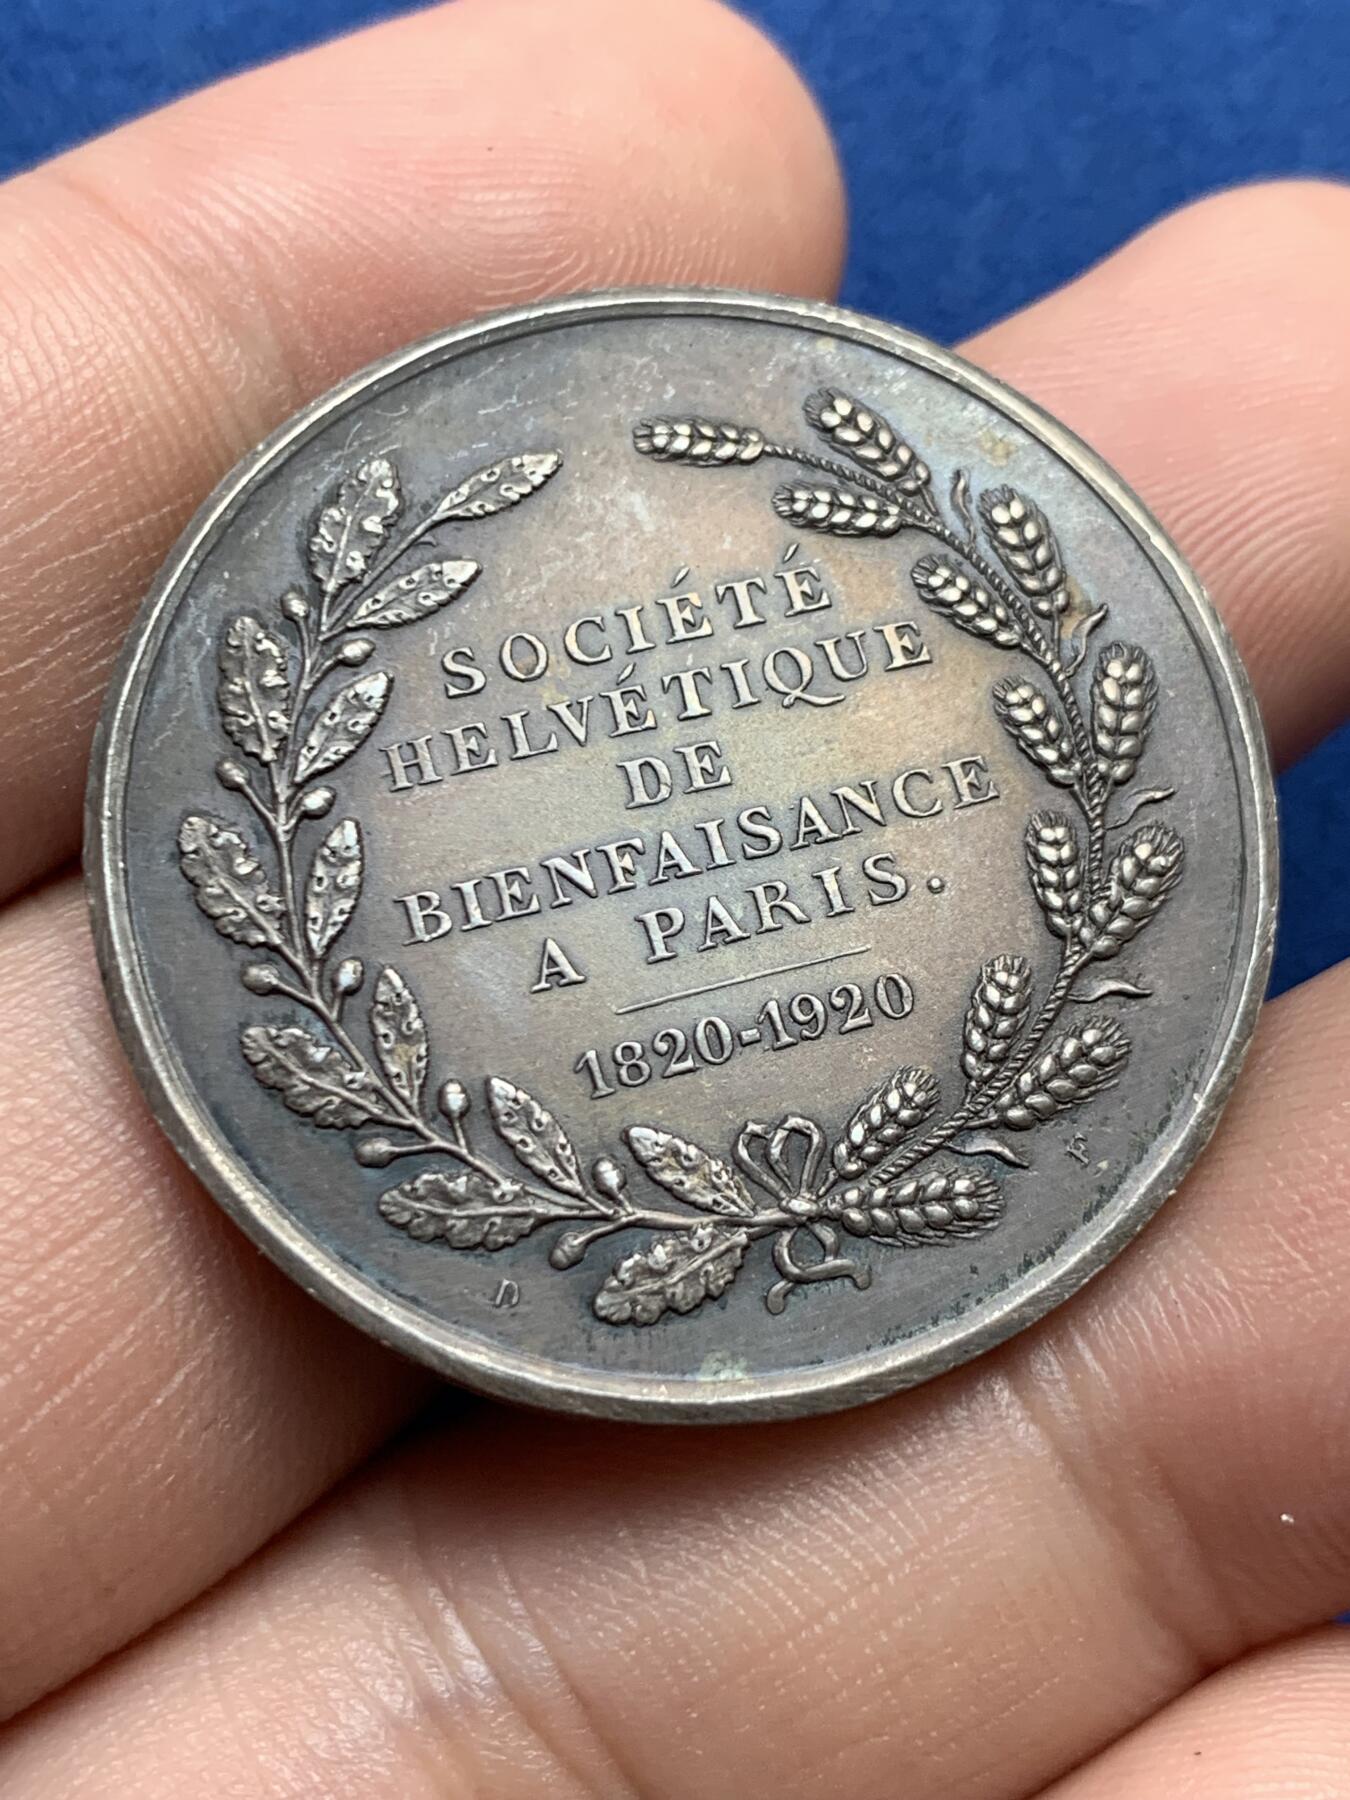 SOCIÉTÉ
HELVÉTIQUE
DE
BIENFAISANCE
A PARIS.
1820-1920
D F